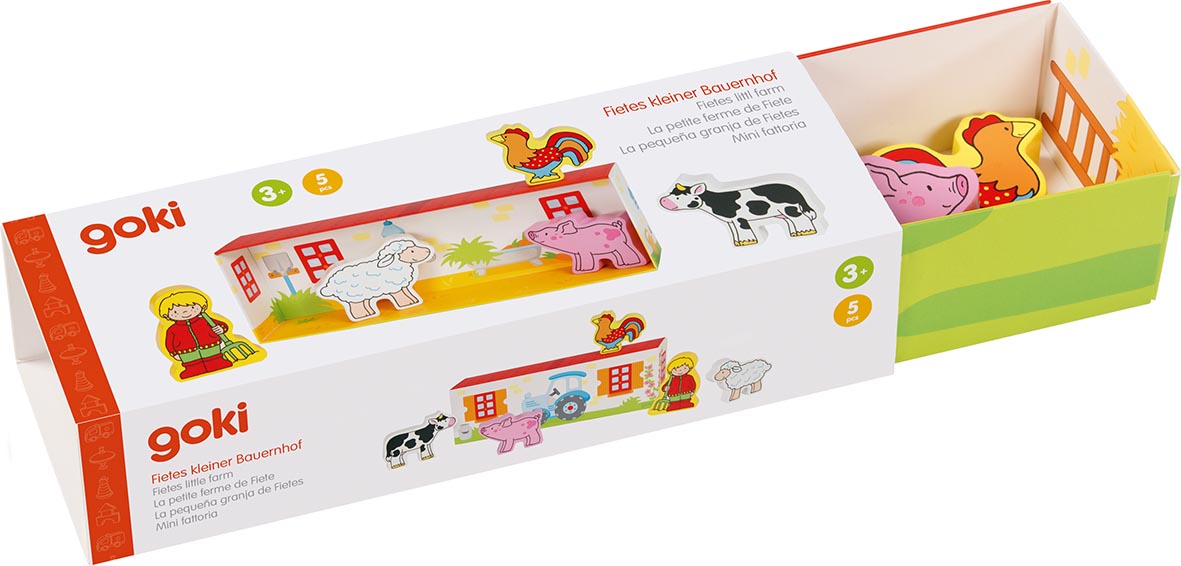 Fietes kleiner Bauernhof
Fietes littl farm
La petite ferme de Fiete
La pequeña granja de Fietes
Mini fattoria
3+
5
pcs
goki
3+
5
pcs
goki
Fietes kleiner Bauernhof
Fietes little farm
La petite ferme de Fiete
La pequeña granja de Fietes
Mini fattoria